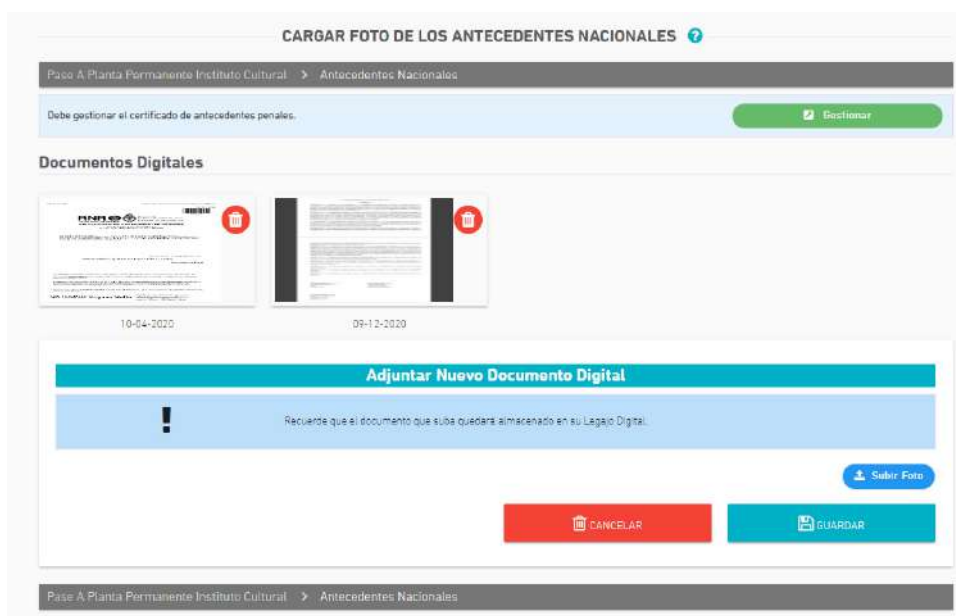 CARGAR FOTO DE LOS ANTECEDENTES NACIONALES ?
Pase A Planta Permanente Instituto Cultural > Antecedentes Nacionales
Debe gestionar el certificado de antecedentes penales.
Gestionar
Documentos Digitales
10-04-2020
09-12-2020
Adjuntar Nuevo Documento Digital
! Recuerde que el documento que suba quedará almacenado en su Legajo Digital.
Subir Foto
CANCELAR
GUARDAR
Pase A Planta Permanente Instituto Cultural > Antecedentes Nacionales